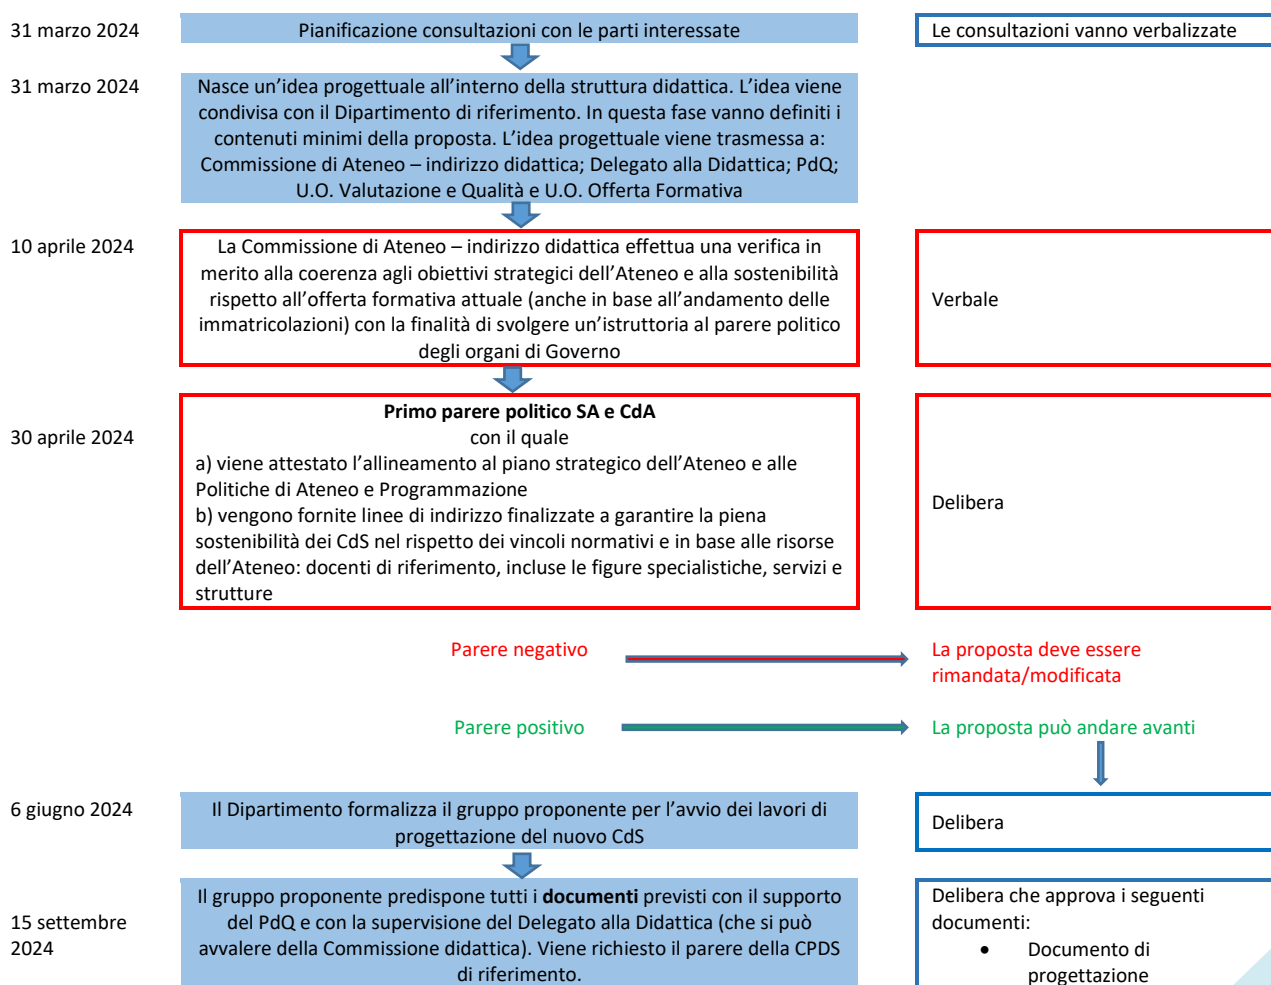 31 marzo 2024
Pianificazione consultazioni con le parti interessate
Le consultazioni vanno verbalizzate
31 marzo 2024
Nasce un’idea progettuale all’interno della struttura didattica. L’idea viene
condivisa con il Dipartimento di riferimento. In questa fase vanno definiti i
contenuti minimi della proposta. L’idea progettuale viene trasmessa a:
Commissione di Ateneo – indirizzo didattica; Delegato alla Didattica; PdQ;
U.O. Valutazione e Qualità e U.O. Offerta Formativa
10 aprile 2024
La Commissione di Ateneo – indirizzo didattica effettua una verifica in
merito alla coerenza agli obiettivi strategici dell’Ateneo e alla sostenibilità
rispetto all’offerta formativa attuale (anche in base all’andamento delle
immatricolazioni) con la finalità di svolgere un’istruttoria al parere politico
degli organi di Governo
Verbale
30 aprile 2024
Primo parere politico SA e CdA
con il quale
a) viene attestato l’allineamento al piano strategico dell’Ateneo e alle
Politiche di Ateneo e Programmazione
b) vengono fornite linee di indirizzo finalizzate a garantire la piena
sostenibilità dei CdS nel rispetto dei vincoli normativi e in base alle risorse
dell’Ateneo: docenti di riferimento, incluse le figure specialistiche, servizi e
strutture
Delibera
Parere negativo
La proposta deve essere
rimandata/modificata
Parere positivo
La proposta può andare avanti
6 giugno 2024
Il Dipartimento formalizza il gruppo proponente per l’avvio dei lavori di
progettazione del nuovo CdS
Delibera
15 settembre
2024
Il gruppo proponente predispone tutti i documenti previsti con il supporto
del PdQ e con la supervisione del Delegato alla Didattica (che si può
avvalere della Commissione didattica). Viene richiesto il parere della CPDS
di riferimento.
Delibera che approva i seguenti
documenti:
• Documento di
progettazione